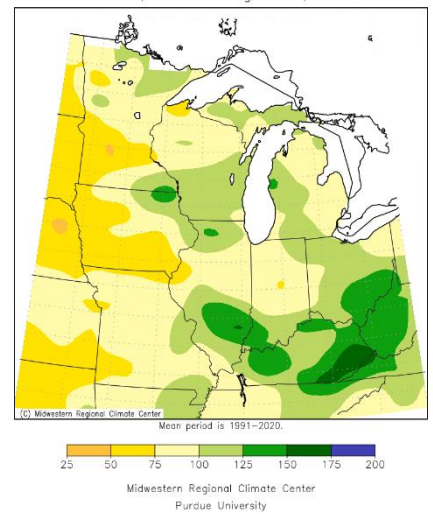 (C) Midwestern Regional Climate Center
Mean period is 1991-2020.
25 50 75 100 125 150 175 200
Midwestern Regional Climate Center
Purdue University